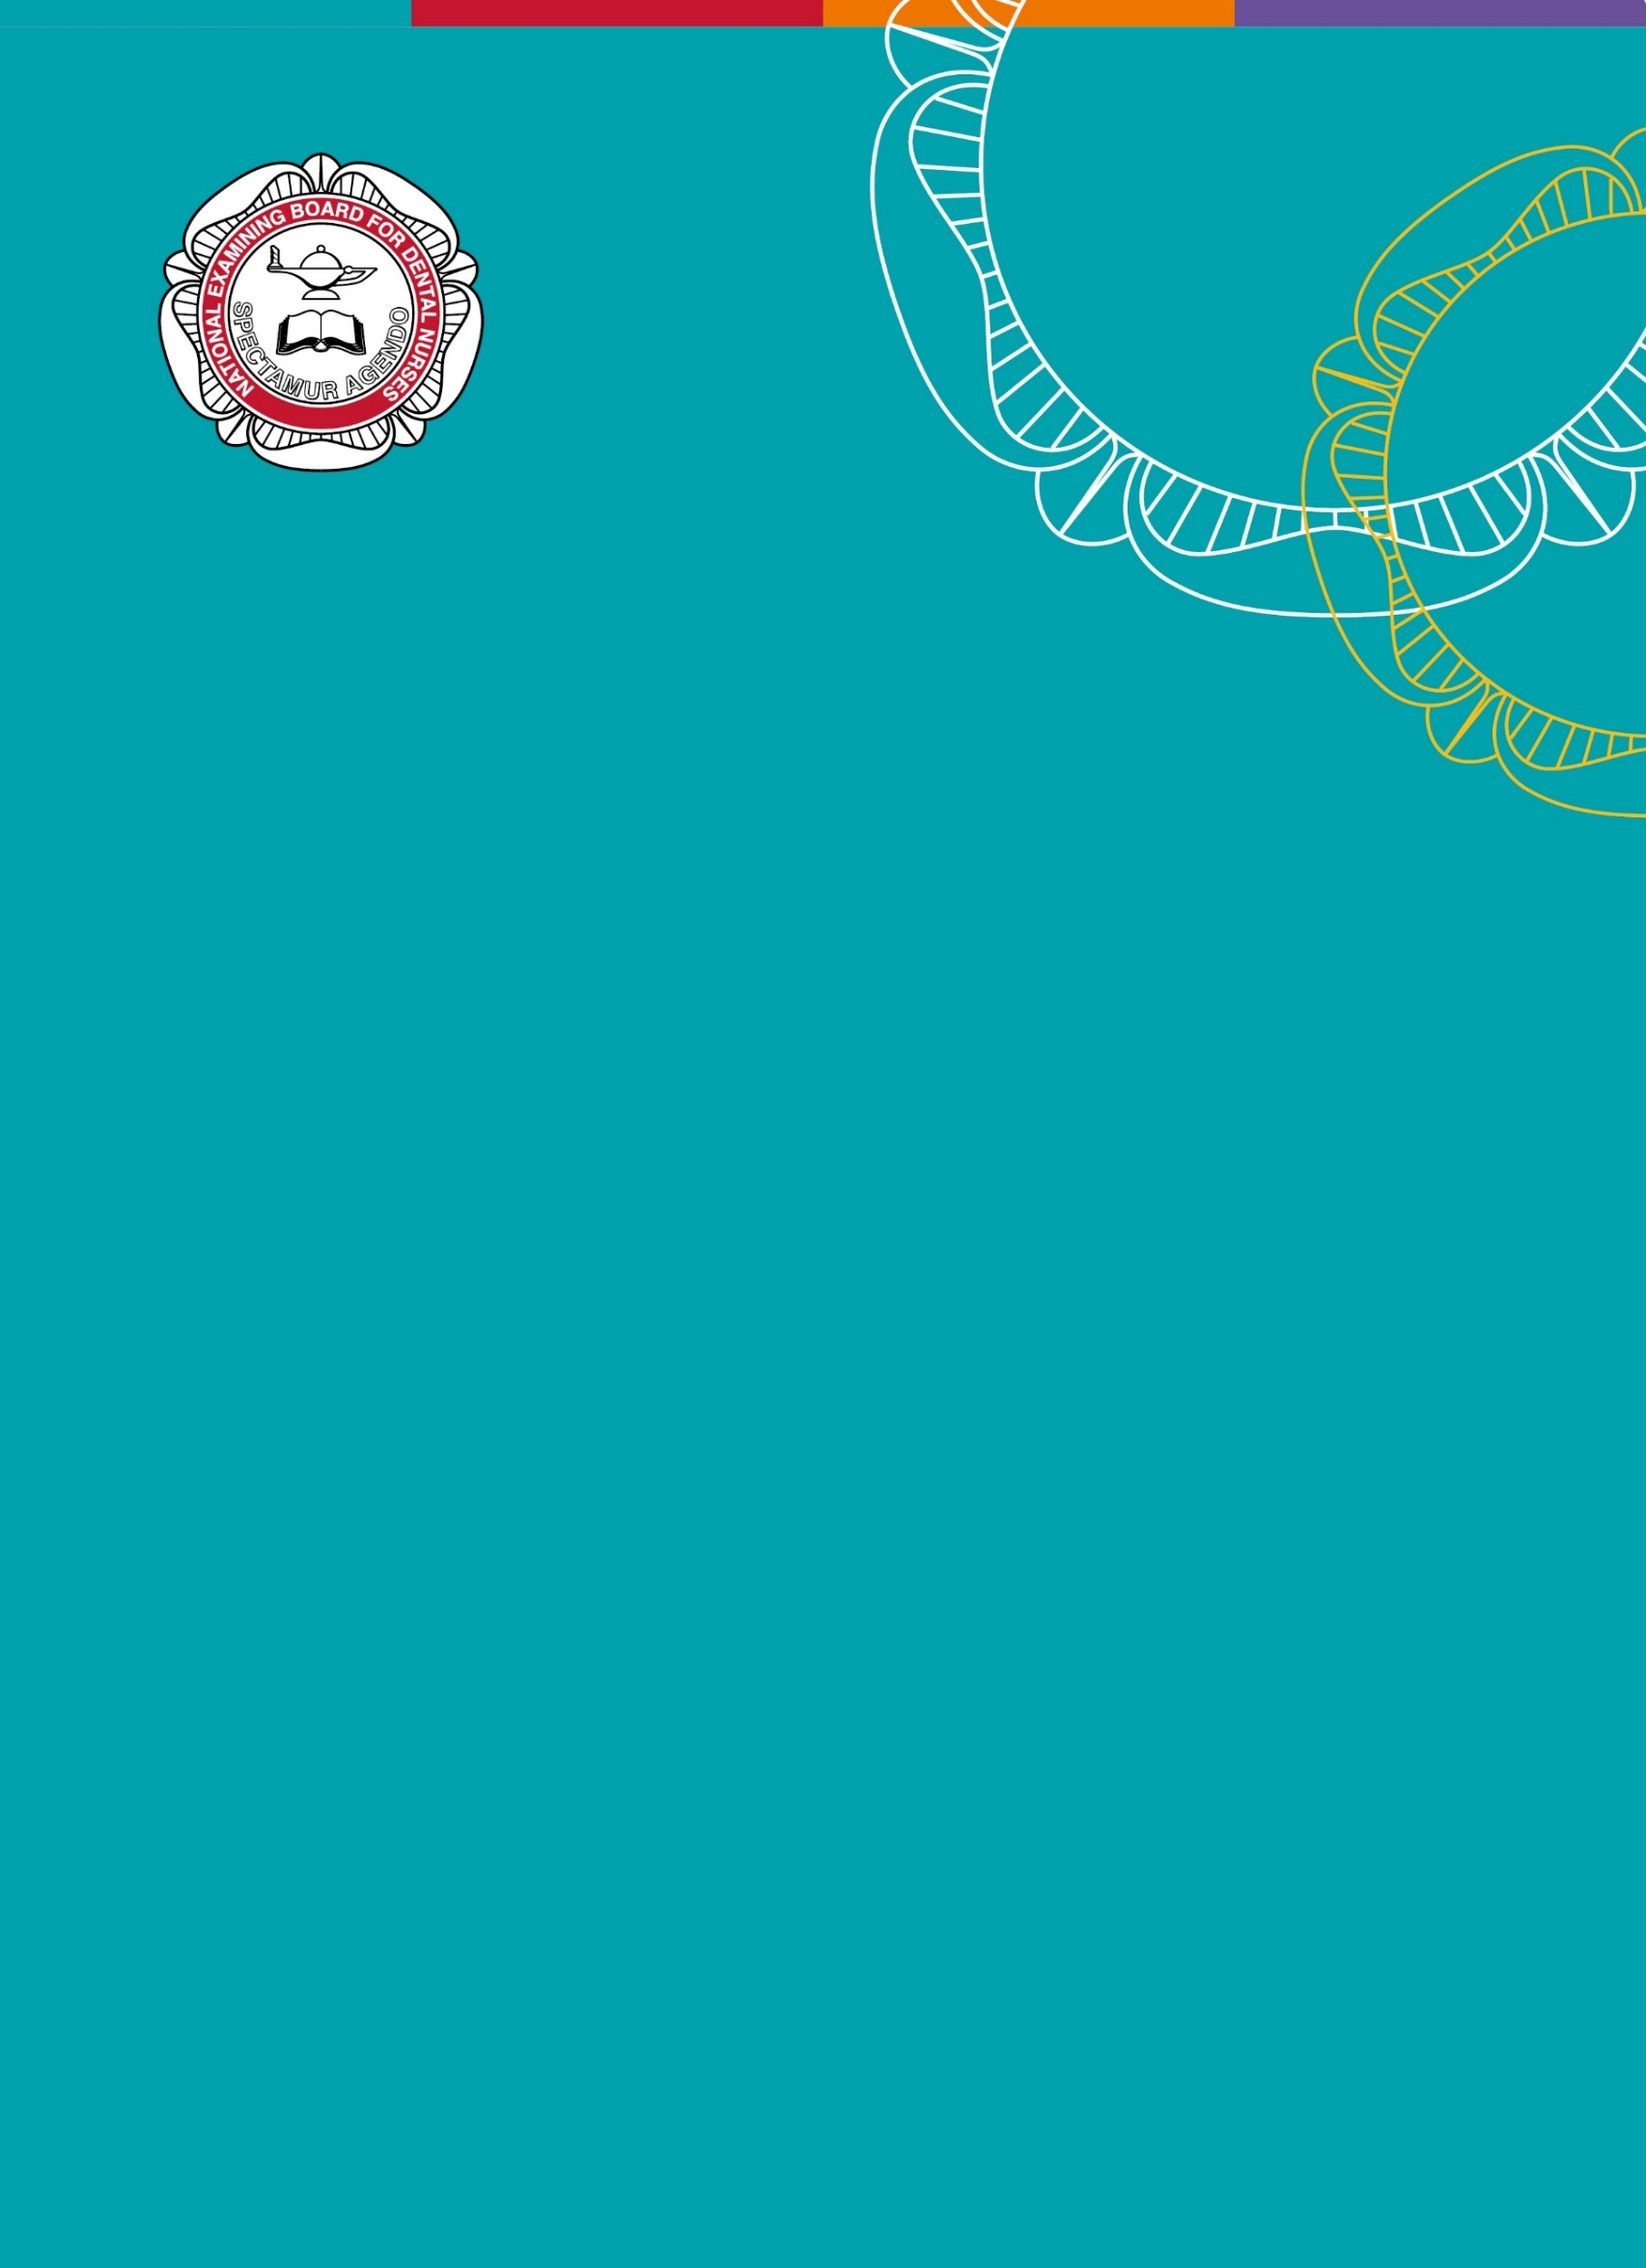 NATIONAL EXAMINING BOARD FOR DENTAL NURSES
SPECTAMUR AGENDO